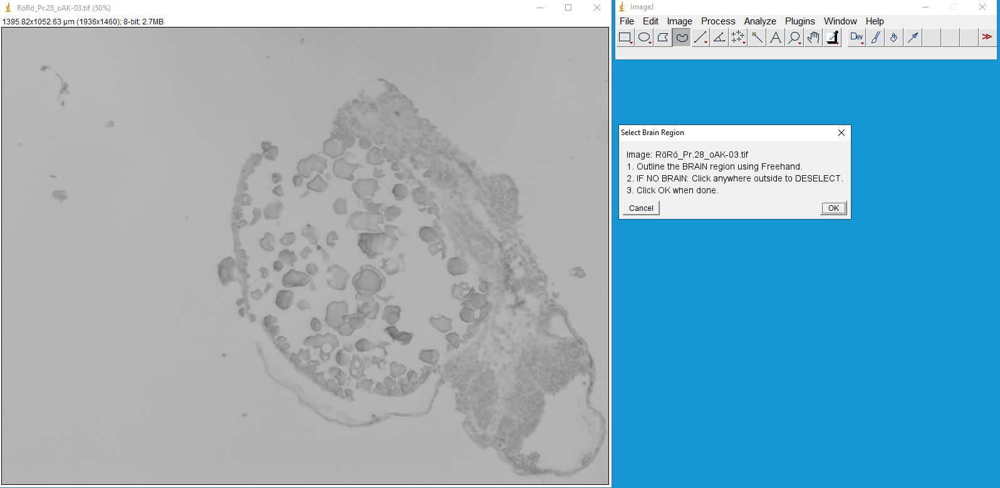 RöRö_Pr.28_oAK-03.tif (50%)
1395.82x1052.63 µm (1936x1460); 8-bit; 2.7MB
ImageJ
File Edit Image Process Analyze Plugins Window Help
A Dev >>
Select Brain Region
Image: RöRö_Pr.28_oAK-03.tif
1. Outline the BRAIN region using Freehand.
2. IF NO BRAIN: Click anywhere outside to DESELECT.
3. Click OK when done.
Cancel OK